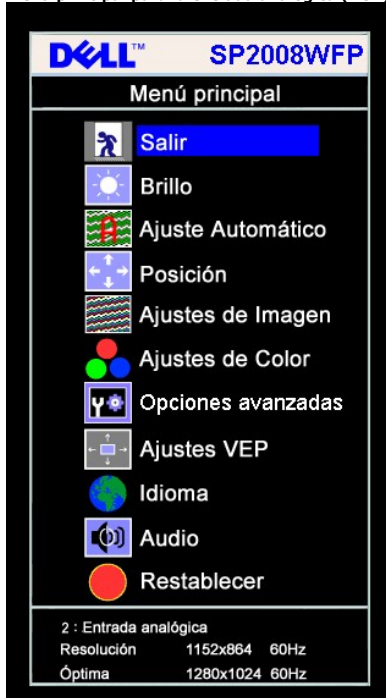 DELL™ SP2008WFP
Menú principal
Salir
Brillo
Ajuste Automático
Posición
Ajustes de Imagen
Ajustes de Color
Opciones avanzadas
Ajustes VEP
Idioma
Audio
Restablecer
2 : Entrada analógica
Resolución 1152x864 60Hz
Óptima 1280x1024 60Hz